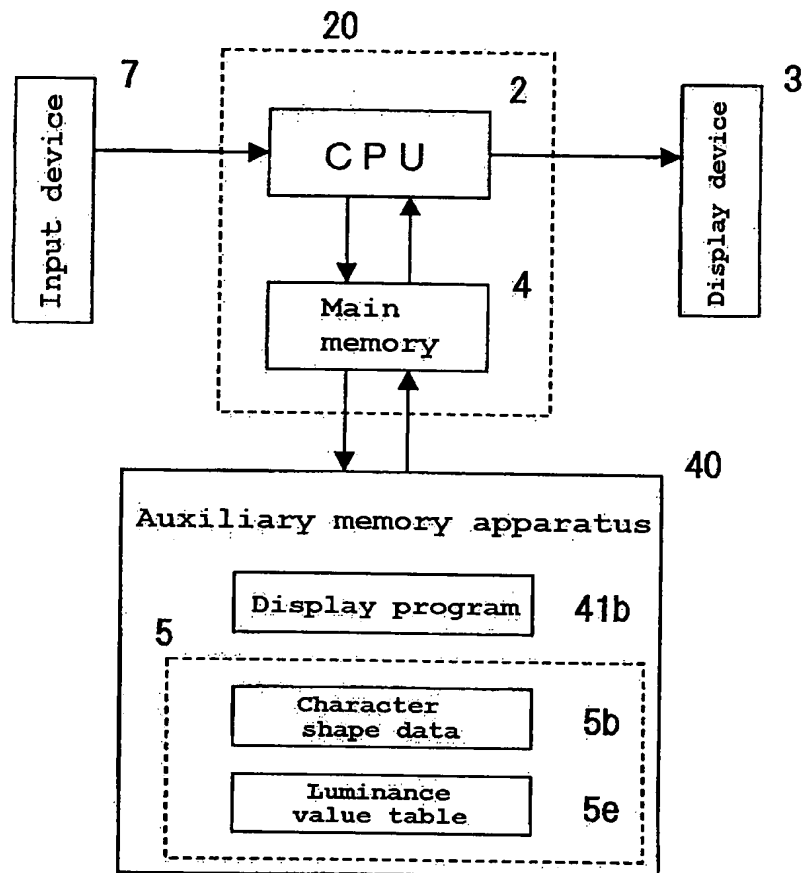 20
7
2
3
Input device
CPU
Display device
4
Main
memory
40
Auxiliary memory apparatus
Display program
41b
5
Character
shape data
5b
Luminance
value table
5e